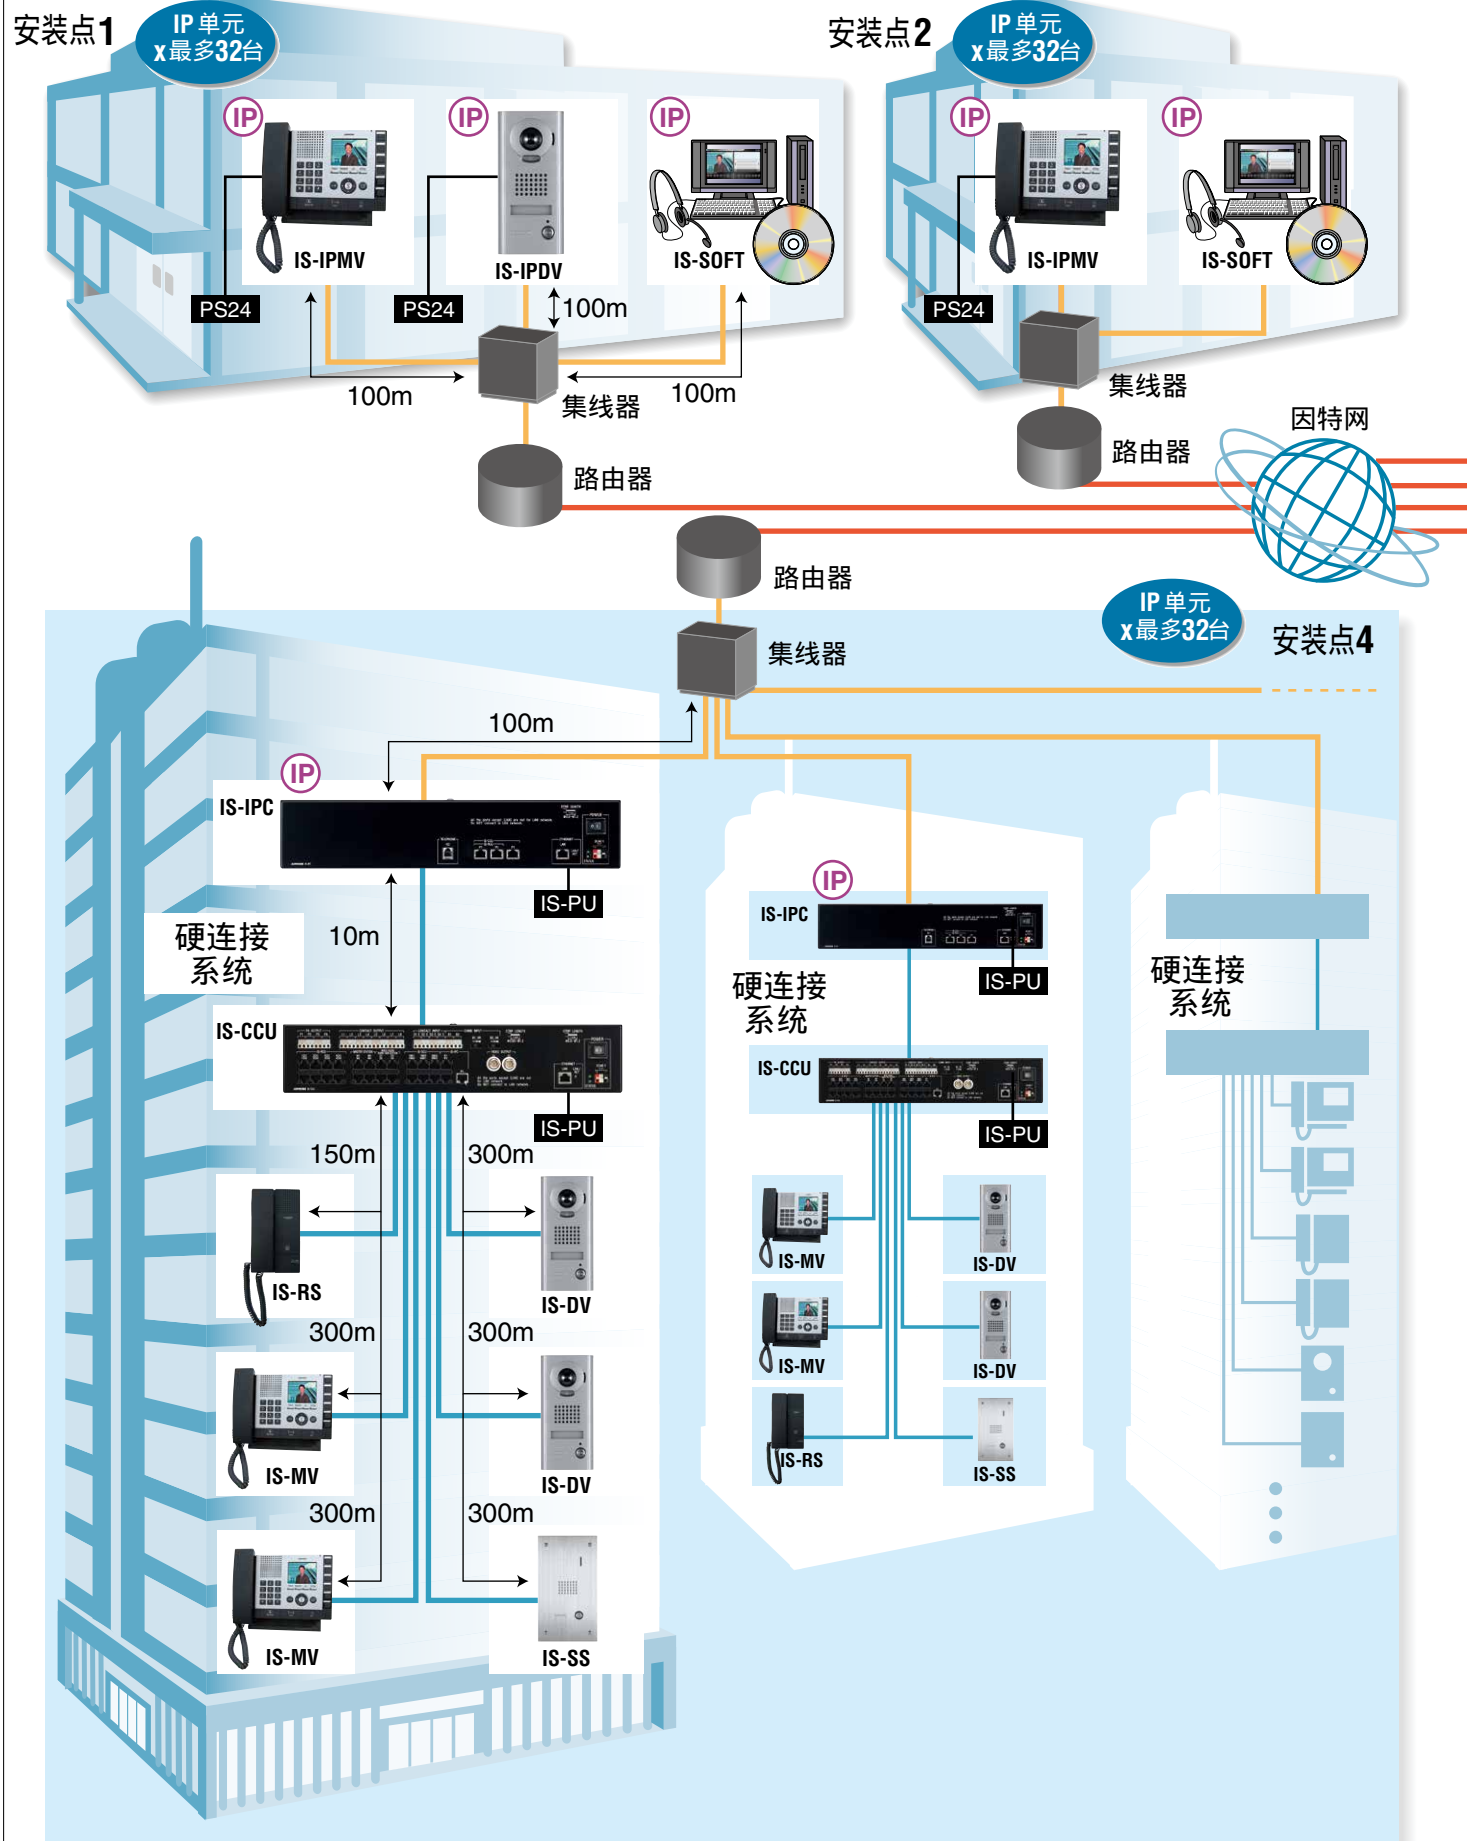 安装点1
IP 单元
x最多32台
安装点2
IP 单元
x最多32台
IP
IP
IP
IP
IP
IS-IPMV
IS-IPDV
IS-SOFT
IS-IPMV
IS-SOFT
PS24
PS24
100m
PS24
100m
100m
集线器
集线器
路由器
路由器
因特网
路由器
集线器
IP 单元
x最多32台
安装点4
100m
IP
IS-IPC
IS-PU
硬连接
系统
10m
IS-CCU
IS-PU
150m
300m
IS-RS
IS-DV
300m
300m
IS-MV
IS-DV
300m
300m
IS-MV
IS-SS
IP
IS-IPC
IS-PU
硬连接
系统
IS-CCU
IS-PU
IS-MV
IS-DV
IS-MV
IS-DV
IS-RS
IS-SS
硬连接
系统